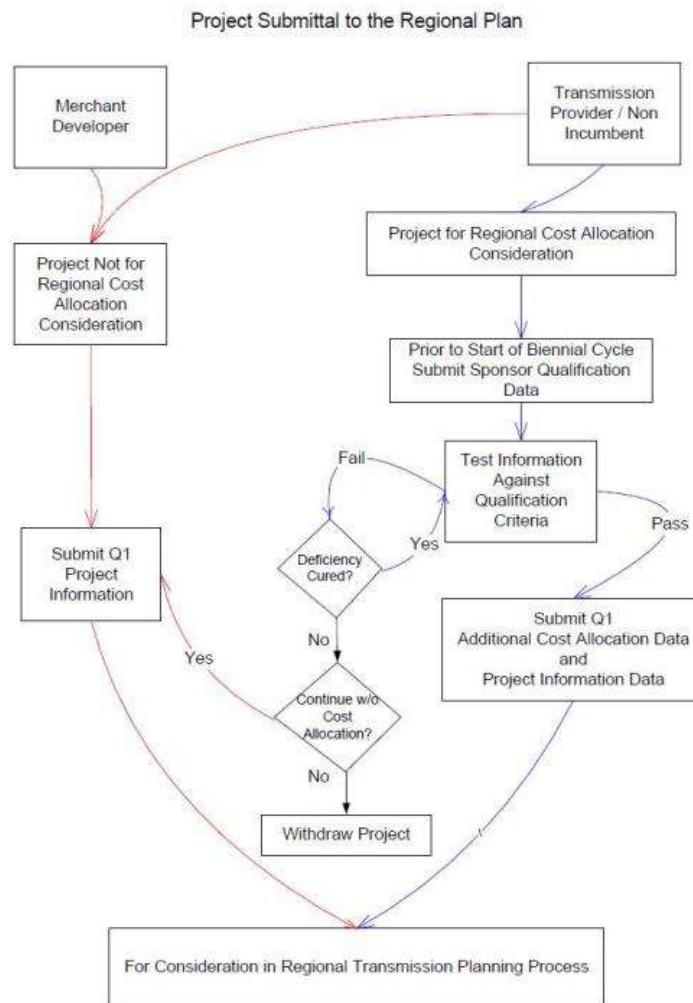 Project Submittal to the Regional Plan
Merchant
Developer
Transmission
Provider / Non
Incumbent
Project for Regional Cost Allocation
Consideration
Project Not for
Regional Cost
Allocation
Consideration
Prior to Start of Biennial Cycle
Submit Sponsor Qualification
Data
Fail
Test Information
Against
Qualification
Criteria
Pass
Yes
Deficiency
Cured?
Submit Q1
Project
Information
No
Submit Q1
Additional Cost Allocation Data
and
Project Information Data
Yes
Continue w/o
Cost
Allocation?
No
Withdraw Project
For Consideration in Regional Transmission Planning Process